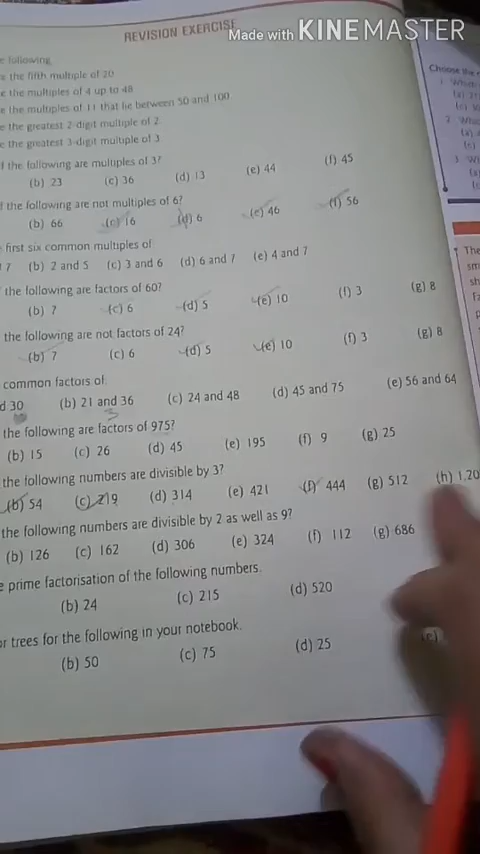 REVISION EXERCISE
Made with KINEMASTER
e following
the fifth multiple of 20
e the multiples of 4 up to 48
e the multiples of 11 that lie between 50 and 100
e the greatest 2-digit multiple of 2
e the greatest 3-digit multiple of 3
f the following are multiples of 3?
(b) 23 (c) 36 (d) 13 (e) 44 (f) 45
f the following are not multiples of 6?
(b) 66 (c) 16 (d) 6 (e) 46 (f) 56
first six common multiples of
7 (b) 2 and 5 (c) 3 and 6 (d) 6 and 7 (e) 4 and 7
the following are factors of 60?
(b) 7 (c) 6 (d) 5 (e) 10 (f) 3 (g) 8
the following are not factors of 24?
(b) 7 (c) 6 (d) 5 (e) 10 (f) 3 (g) 8
common factors of
d 30 (b) 21 and 36 (c) 24 and 48 (d) 45 and 75 (e) 56 and 64
3
the following are factors of 975?
(b) 15 (c) 26 (d) 45 (e) 195 (f) 9 (g) 25
the following numbers are divisible by 3?
(b) 54 (c) 219 (d) 314 (e) 421 (f) 444 (g) 512 (h) 1,20
the following numbers are divisible by 2 as well as 9?
(b) 126 (c) 162 (d) 306 (e) 324 (f) 112 (g) 686
e prime factorisation of the following numbers.
(b) 24 (c) 215 (d) 520
or trees for the following in your notebook.
(b) 50 (c) 75 (d) 25 (e)
Choose the
1
2
3
The